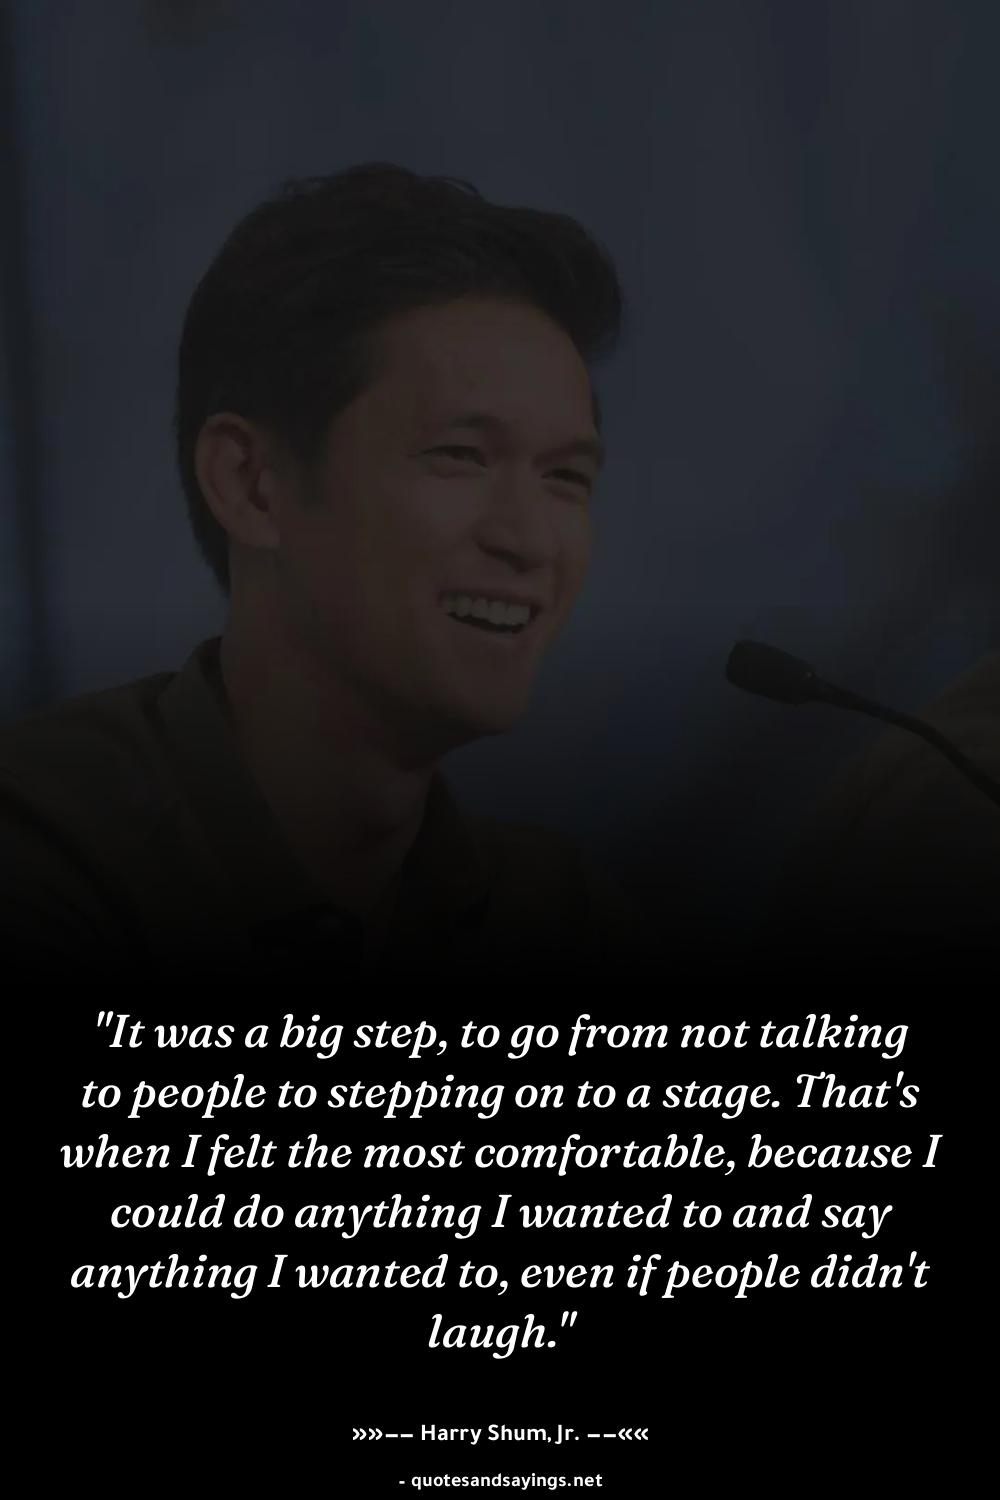 "It was a big step, to go from not talking
to people to stepping on to a stage. That's
when I felt the most comfortable, because I
could do anything I wanted to and say
anything I wanted to, even if people didn't
laugh."
»»−− Harry Shum, Jr. −−««
- quotesandsayings.net